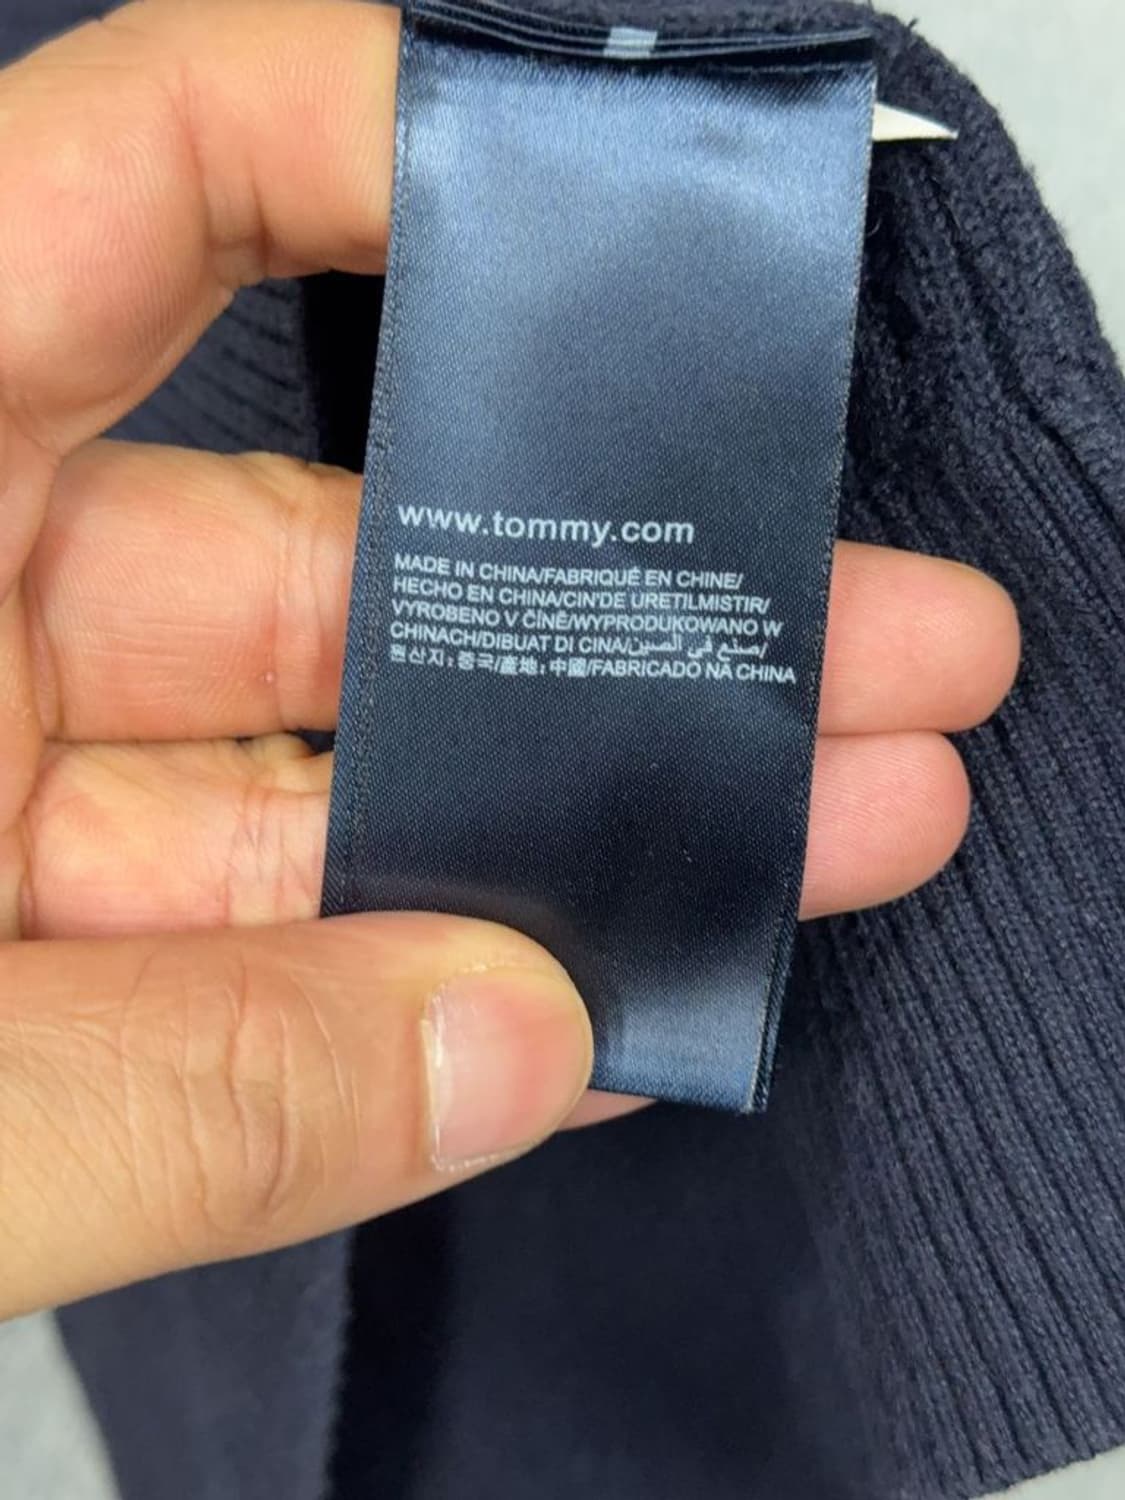 www.tommy.com
MADE IN CHINA/FABRIQUÉ EN CHINE/
HECHO EN CHINA/CIN'DE URETILMISTIR/
VYROBENO V ČÍNĚ/WYPRODUKOWANO W
CHINACH/DIBUAT DI CINA/صنع في الصين/
원산지: 중국/產地: 中國/FABRICADO NA CHINA